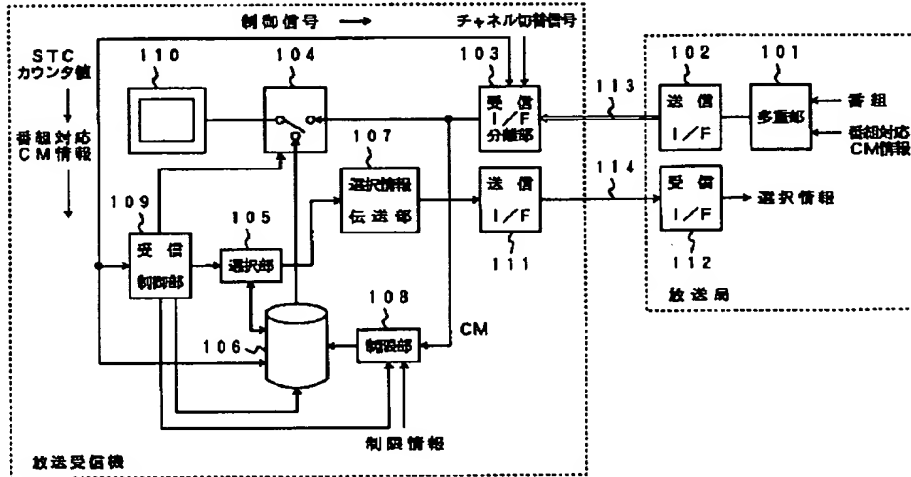 制御信号
チャネル切替信号
STC
カウンタ値
110
104
103
102
101
113
受信
I/F
分離部
送信
I/F
多重部
番組
番組対応
CM情報
番組対応
CM情報
107
選択情報
伝送部
送信
I/F
111
114
受信
I/F
112
選択情報
109
受信
制御部
105
選択部
放送局
108
制限部
CM
106
制限情報
放送受信機